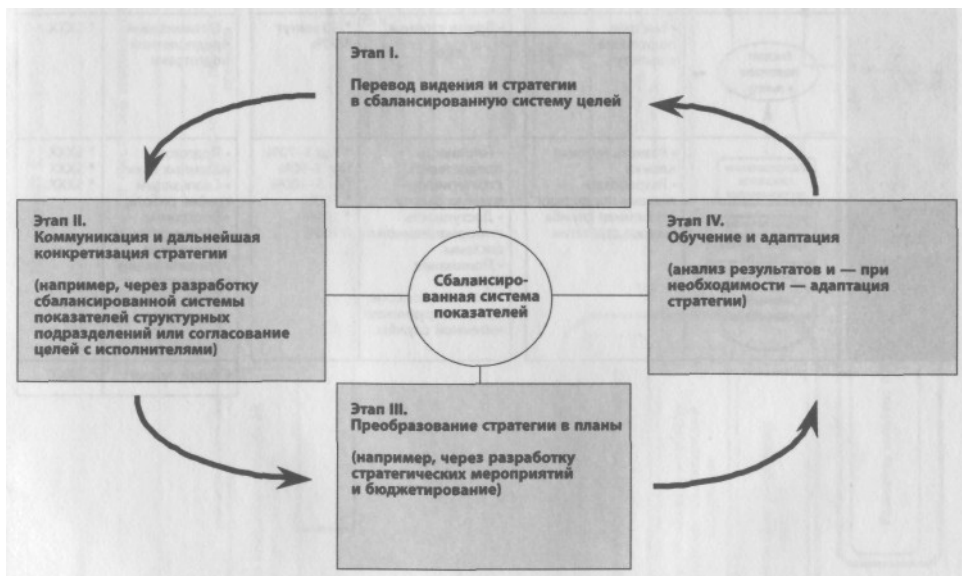 Этап I.
Перевод видения и стратегии
в сбалансированную систему целей
Этап II.
Коммуникация и дальнейшая
конкретизация стратегии
(например, через разработку
сбалансированной системы
показателей структурных
подразделений или согласование
целей с исполнителями)
Сбалансиро-
ванная система
показателей
Этап IV.
Обучение и адаптация
(анализ результатов и — при
необходимости — адаптация
стратегии)
Этап III.
Преобразование стратегии в планы
(например, через разработку
стратегических мероприятий
и бюджетирование)